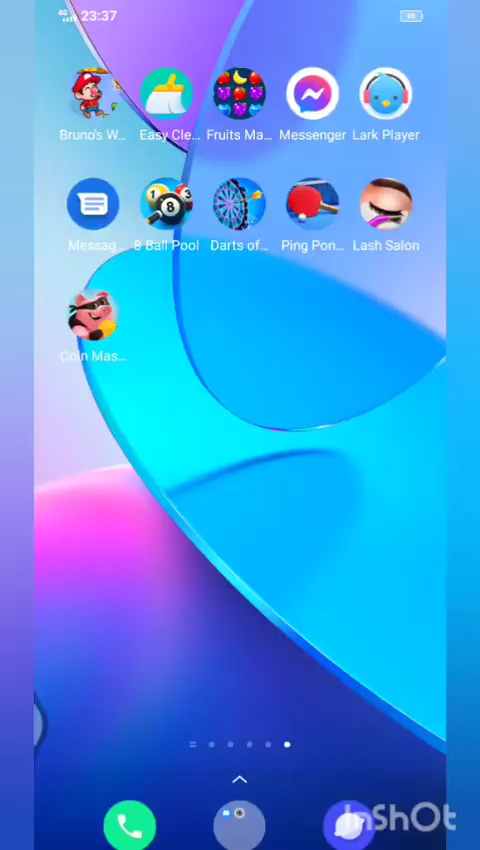 4G 23:37
Bruno's W... Easy Cle... Fruits Ma... Messenger Lark Player
Messag... 8 Ball Pool Darts of... Ping Pon... Lash Salon
Coin Mas...
InShOt